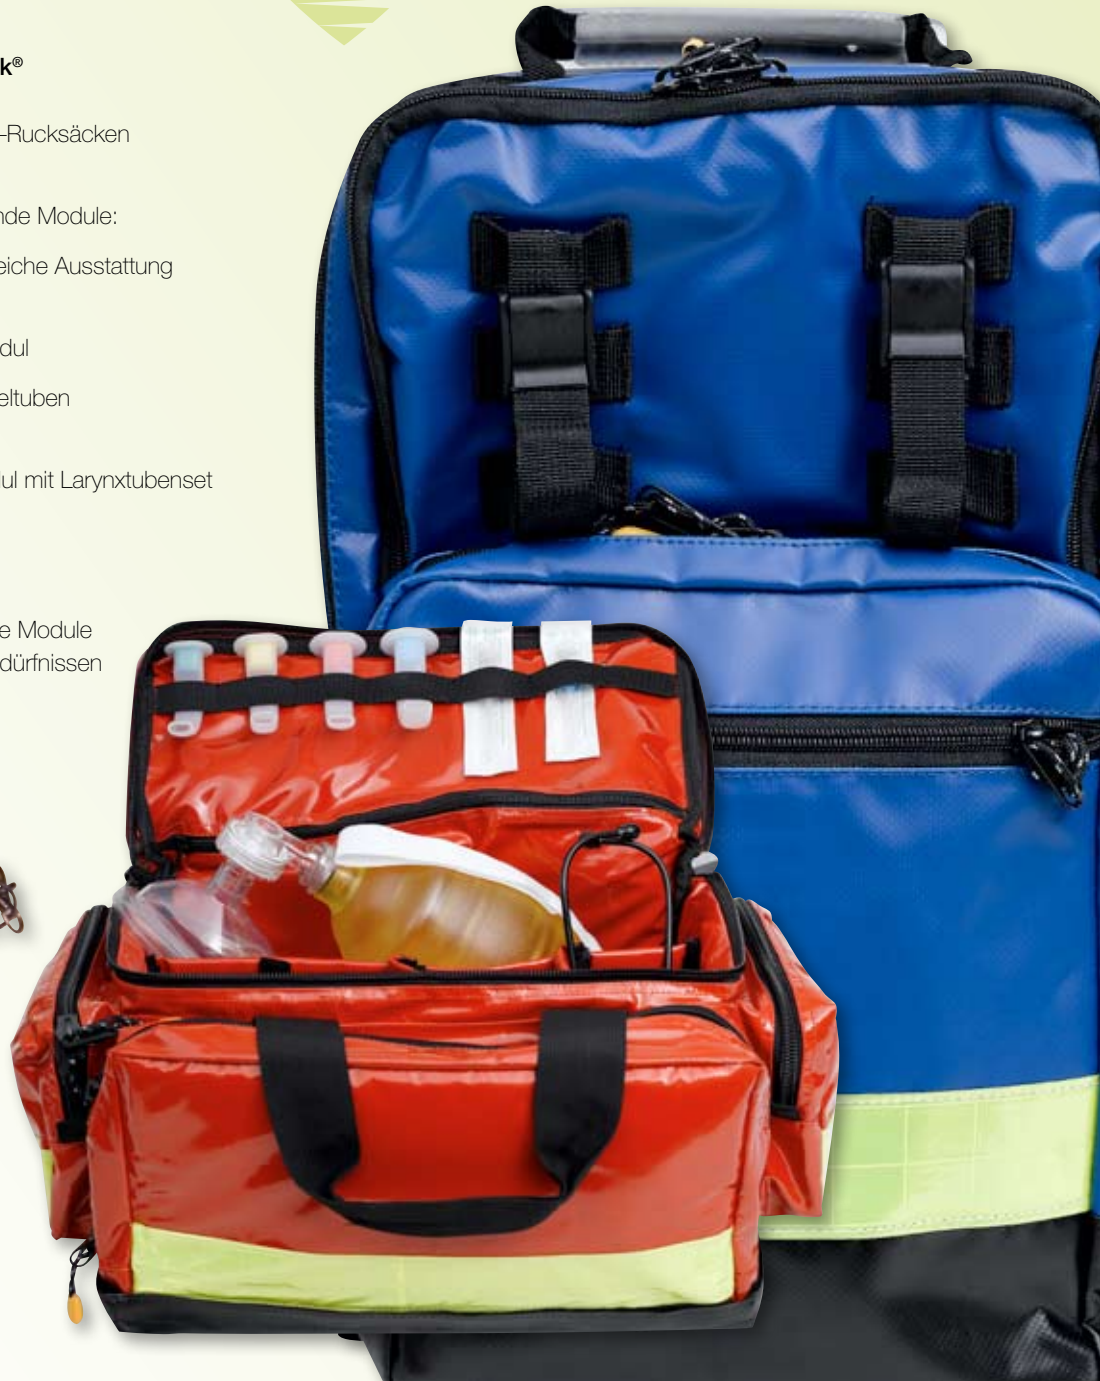 k®
-Rucksäcken
nde Module:
eiche Ausstattung
dul
eltuben
ul mit Larynxtubenset
e Module
dürfnissen